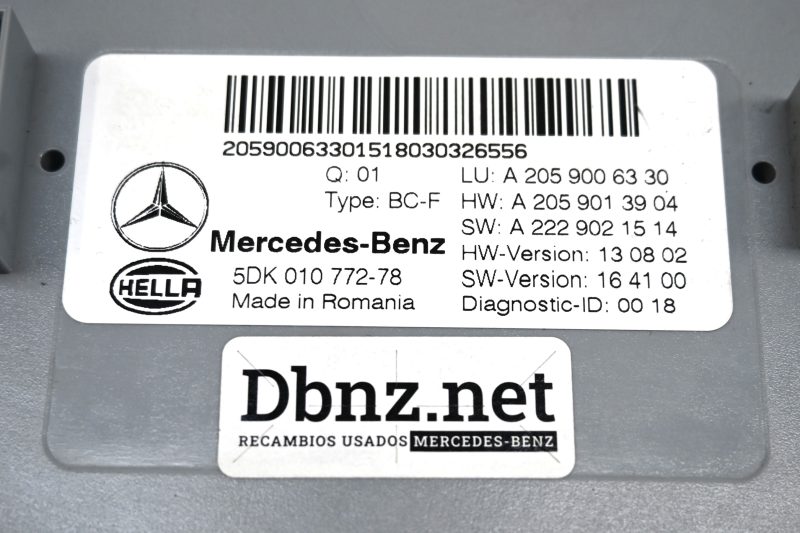 20590063301518030326556
Q: 01
Type: BC-F
Mercedes-Benz
HELLA
5DK 010 772-78
Made in Romania
LU: A 205 900 63 30
HW: A 205 901 39 04
SW: A 222 902 15 14
HW-Version: 13 08 02
SW-Version: 16 41 00
Diagnostic-ID: 00 18
Dbnz.net
RECAMBIOS USADOS MERCEDES-BENZ